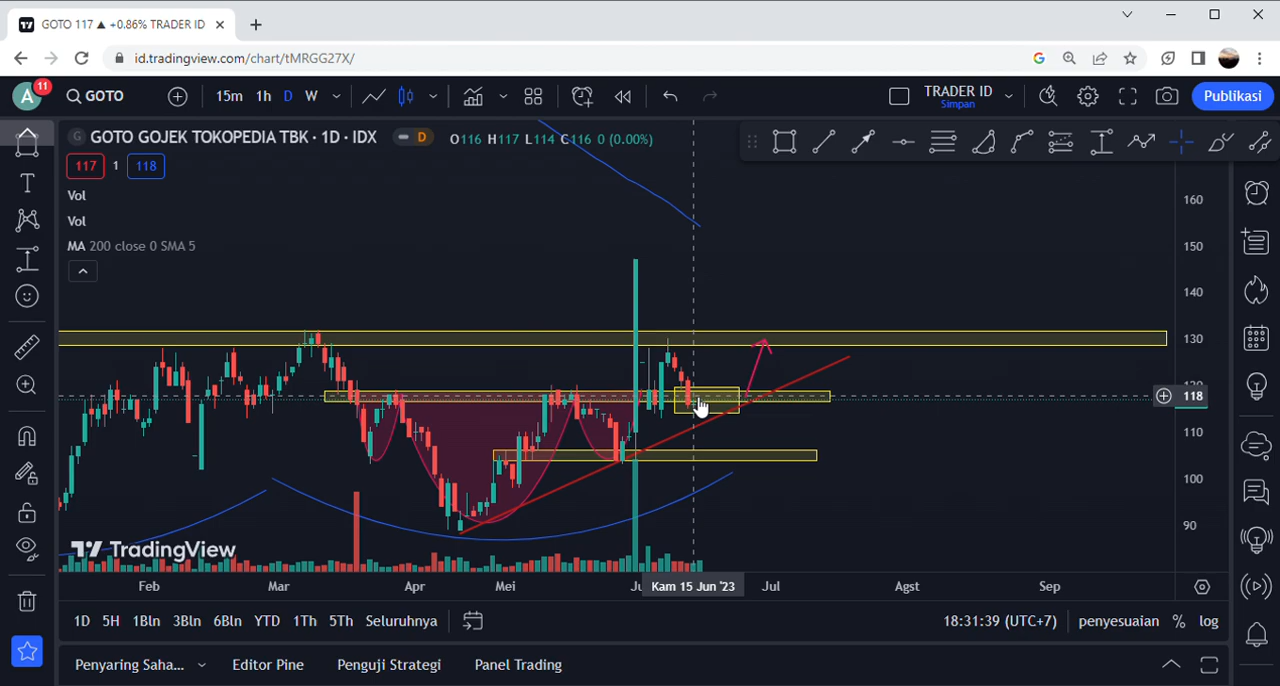 GOTO 117 ▲ +0.86% TRADER ID
id.tradingview.com/chart/tMRGG27X/
A 11 GOTO 15m 1h D W TRADER ID Publikasi
Simpan
GOTO GOJEK TOKOPEDIA TBK · 1D · IDX D O116 H117 L114 C116 0 (0.00%)
117 1 118
Vol
Vol
MA 200 close 0 SMA 5
160
150
140
130
118
110
100
90
TradingView
Feb Mar Apr Mei Kam 15 Jun '23 Jul Agst Sep
1D 5H 1Bln 3Bln 6Bln YTD 1Th 5Th Seluruhnya 18:31:39 (UTC+7) penyesuaian % log
Penyaring Saha... Editor Pine Penguji Strategi Panel Trading